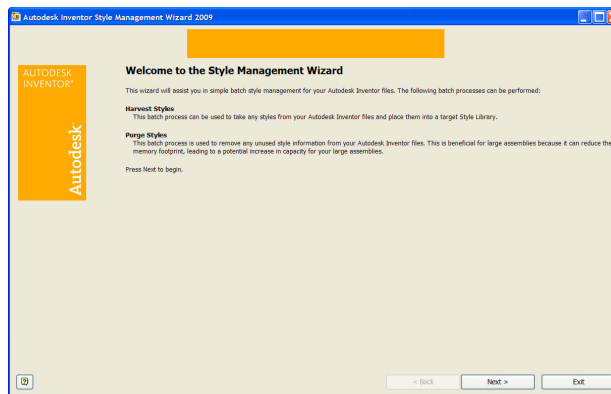 Autodesk Inventor Style Management Wizard 2009
AUTODESK
INVENTOR®
Autodesk®
Welcome to the Style Management Wizard
This wizard will assist you in simple batch style management for your Autodesk Inventor files. The following batch processes can be performed:
Harvest Styles
This batch process can be used to take any styles from your Autodesk Inventor files and place them into a target Style Library.
Purge Styles
This batch process is used to remove any unused style information from your Autodesk Inventor files. This is beneficial for large assemblies because it can reduce the
memory footprint, leading to a potential increase in capacity for your large assemblies.
Press Next to begin.
< Back
Next >
Exit